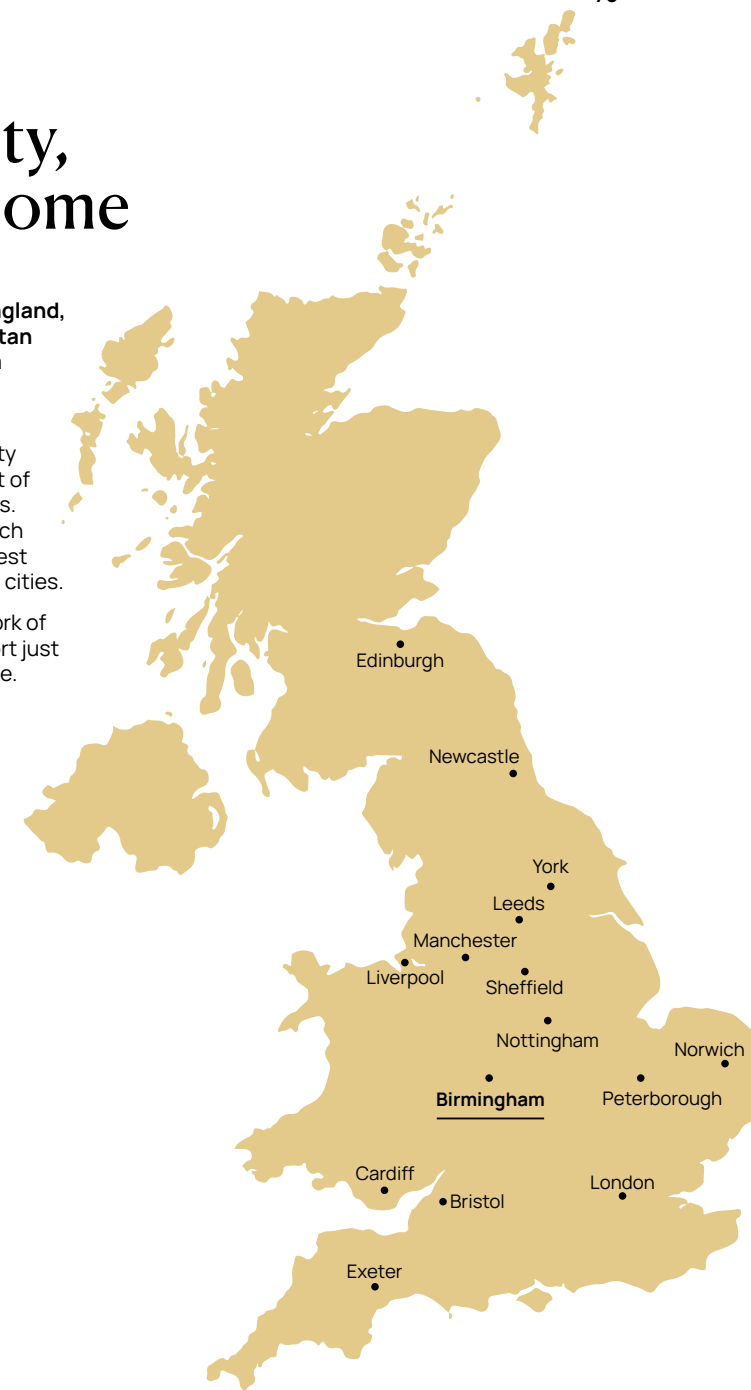 %
ty,
ome
gland,
tan
ty
t of
s.
ch
est
cities.
rk of
rt just
e.
Edinburgh
Newcastle
York
Leeds
Manchester
Liverpool
Sheffield
Nottingham
Norwich
Birmingham
Peterborough
Cardiff
London
Bristol
Exeter